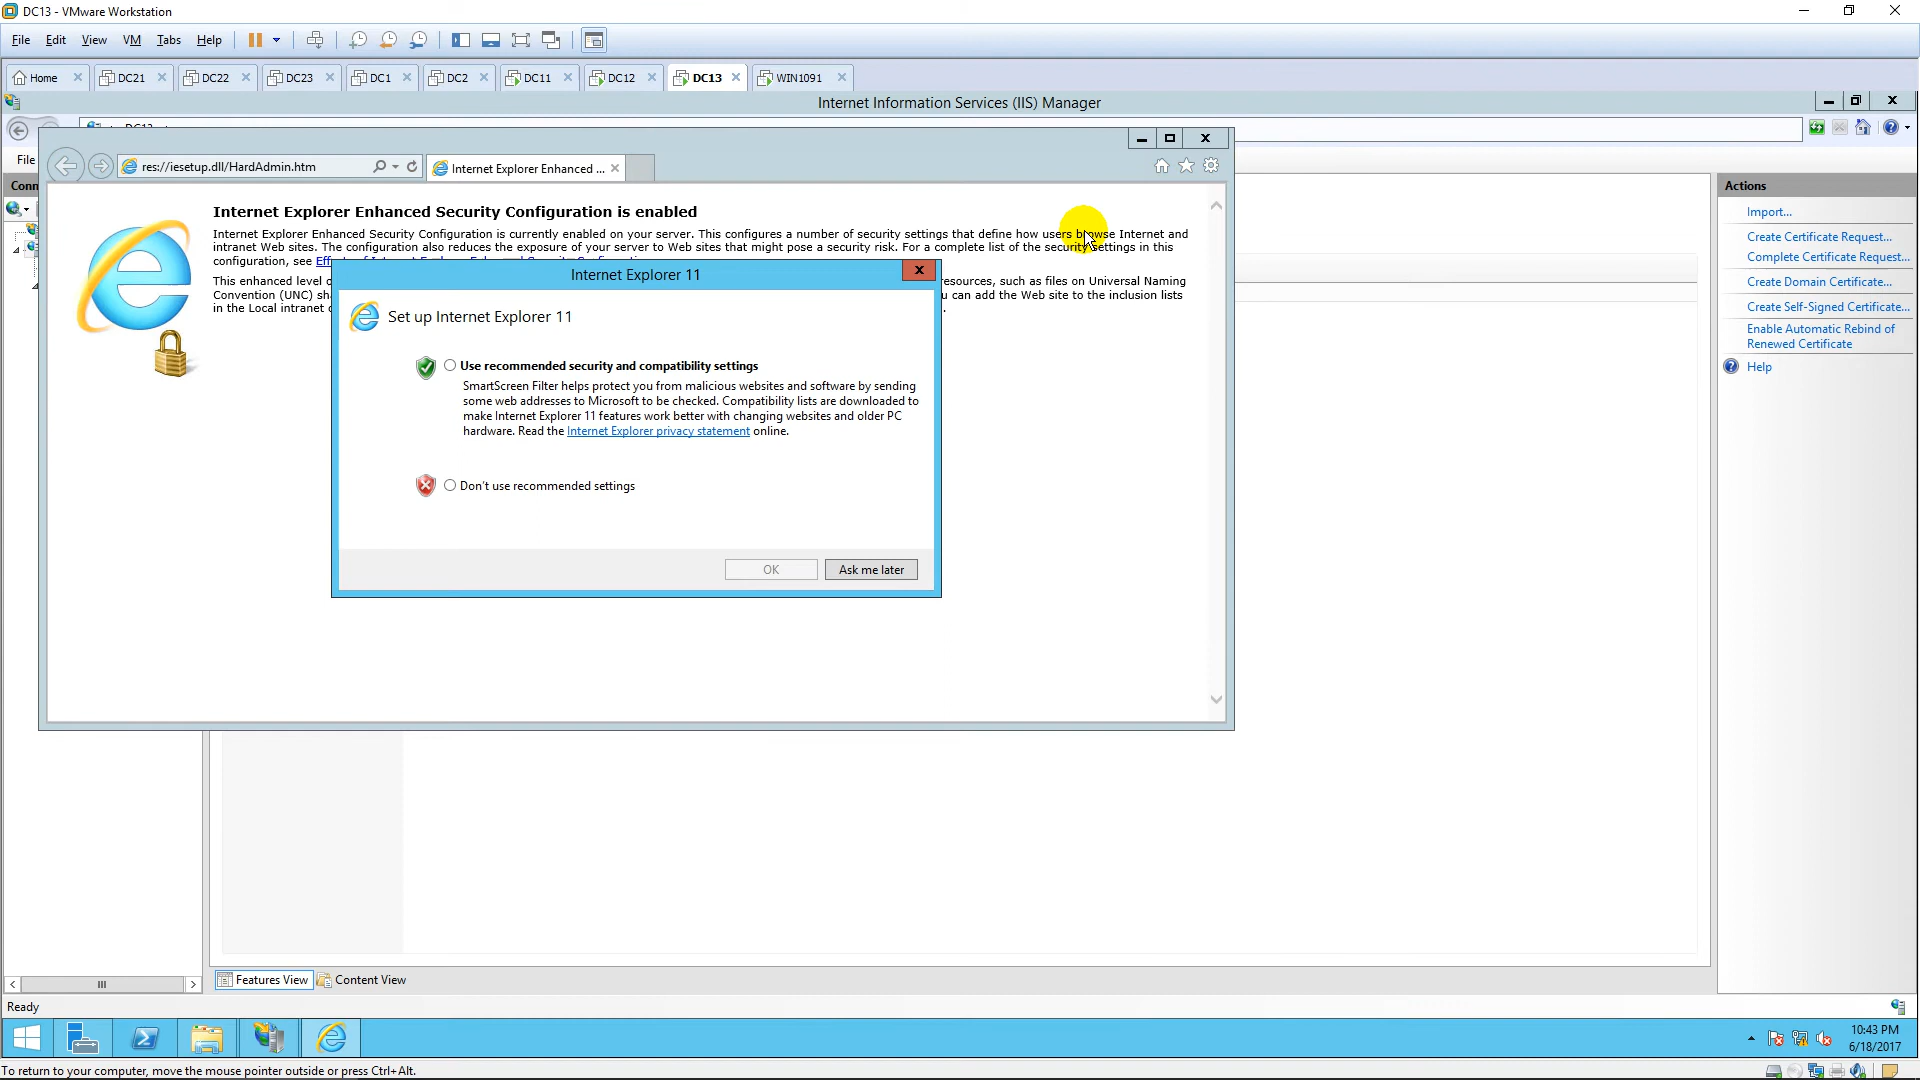 DC13 - VMware Workstation
File Edit View VM Tabs Help
Home DC21 DC22 DC23 DC1 DC2 DC11 DC12 DC13 WIN1091
Internet Information Services (IIS) Manager
File
res://iesetup.dll/HardAdmin.htm
Internet Explorer Enhanced ...
Conn
Internet Explorer Enhanced Security Configuration is enabled
Internet Explorer Enhanced Security Configuration is currently enabled on your server. This configures a number of security settings that define how users browse Internet and
intranet Web sites. The configuration also reduces the exposure of your server to Web sites that might pose a security risk. For a complete list of the security settings in this
configuration, see
This enhanced level o
esources, such as files on Universal Naming
Convention (UNC) sh
u can add the Web site to the inclusion lists
in the Local intranet
Internet Explorer 11
Set up Internet Explorer 11
Use recommended security and compatibility settings
SmartScreen Filter helps protect you from malicious websites and software by sending
some web addresses to Microsoft to be checked. Compatibility lists are downloaded to
make Internet Explorer 11 features work better with changing websites and older PC
hardware. Read the Internet Explorer privacy statement online.
Don't use recommended settings
OK
Ask me later
Actions
Import...
Create Certificate Request...
Complete Certificate Request...
Create Domain Certificate...
Create Self-Signed Certificate...
Enable Automatic Rebind of
Renewed Certificate
Help
Features View
Content View
Ready
10:43 PM
6/18/2017
To return to your computer, move the mouse pointer outside or press Ctrl+Alt.